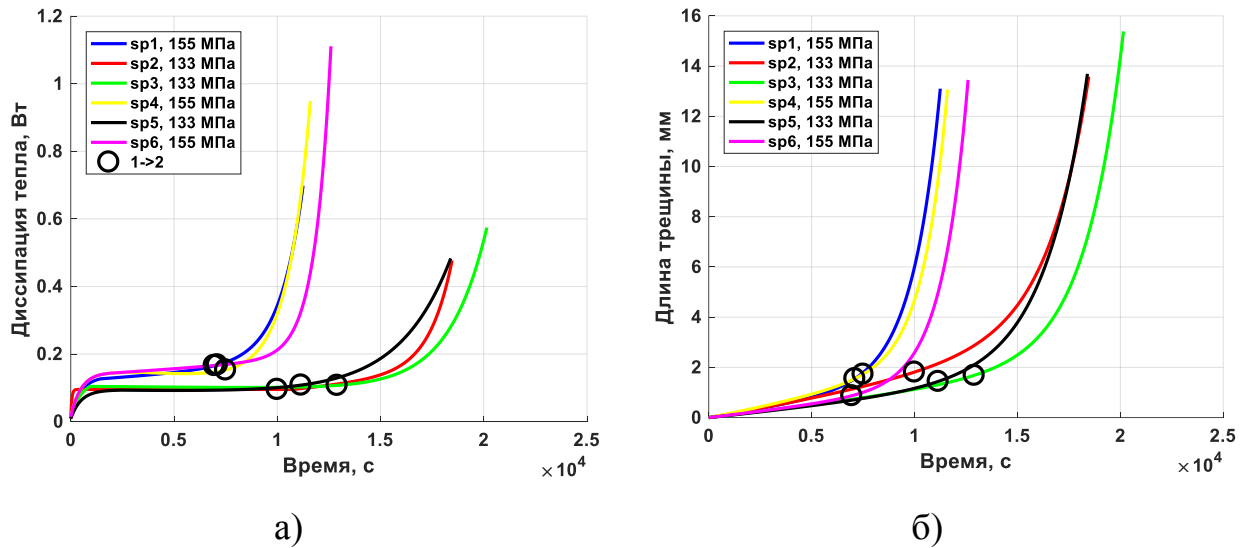 1.2
1
0.8
0.6
0.4
0.2
0
0
0.5
1
1.5
2
2.5
×10⁴
Диссипация тепла, Вт
Время, с
sp1, 155 МПа
sp2, 133 МПа
sp3, 133 МПа
sp4, 155 МПа
sp5, 133 МПа
sp6, 155 МПа
1->2
а)
16
14
12
10
8
6
4
2
0
0
0.5
1
1.5
2
2.5
×10⁴
Длина трещины, мм
Время, с
sp1, 155 МПа
sp2, 133 МПа
sp3, 133 МПа
sp4, 155 МПа
sp5, 133 МПа
sp6, 155 МПа
б)